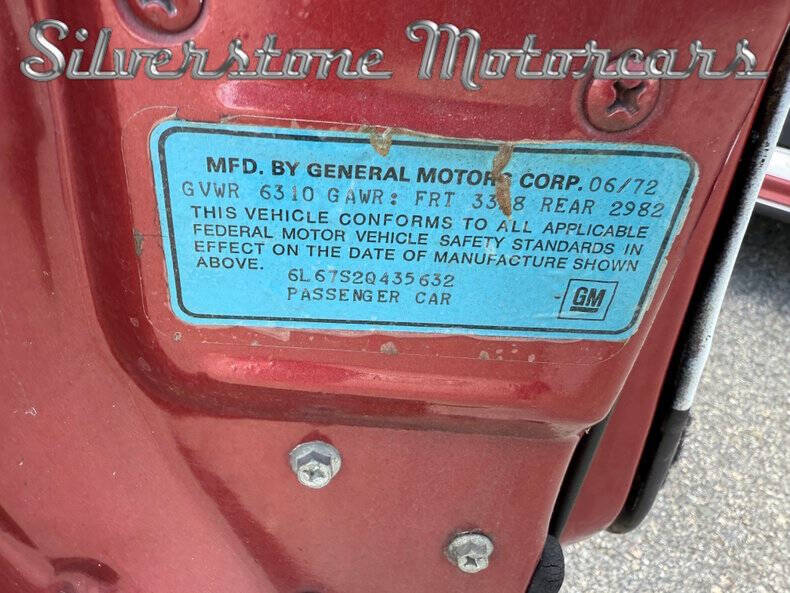 Silverstone Motorcars
MFD. BY GENERAL MOTORS CORP. 06/72
GVWR 6310 GAWR: FRT REAR 2982
THIS VEHICLE CONFORMS TO ALL APPLICABLE
FEDERAL MOTOR VEHICLE SAFETY STANDARDS IN
EFFECT ON THE DATE OF MANUFACTURE SHOWN
ABOVE.
6L67S2Q435632
PASSENGER CAR
GM